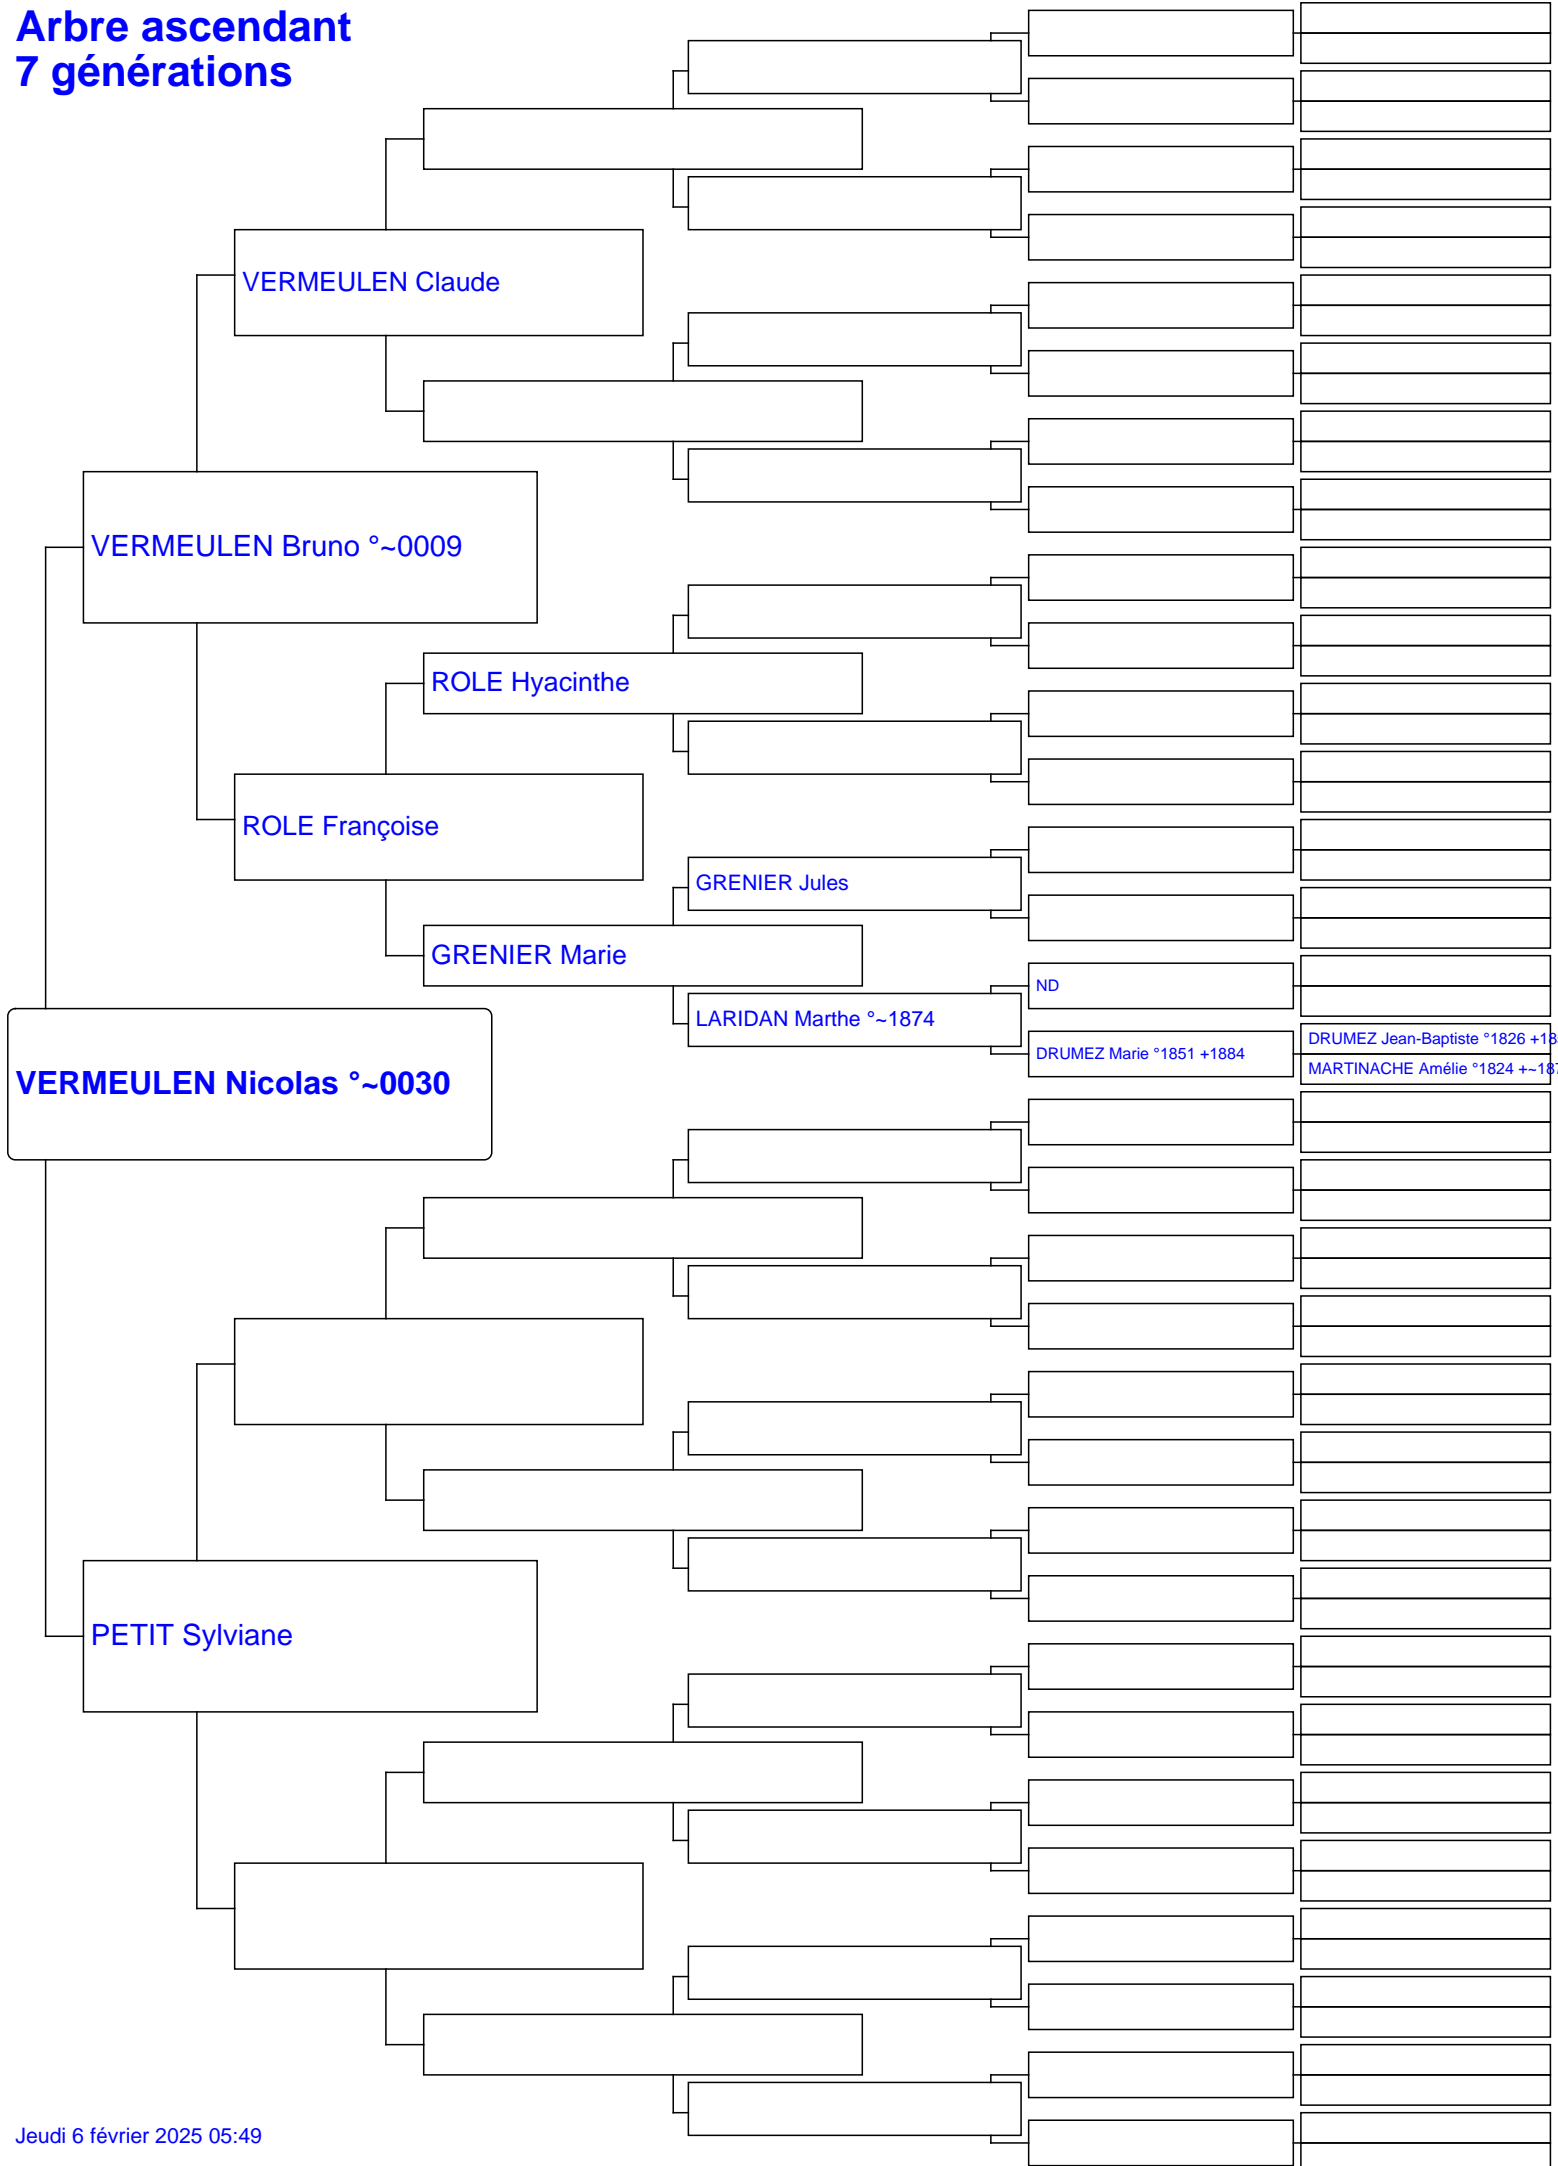 Arbre ascendant
7 générations
VERMEULEN Claude
VERMEULEN Bruno °~0009
ROLE Hyacinthe
ROLE Françoise
GRENIER Jules
GRENIER Marie
ND
LARIDAN Marthe °~1874
DRUMEZ Marie °1851 +1884
DRUMEZ Jean-Baptiste °1826
MARTINACHE Amélie °1824
VERMEULEN Nicolas °~0030
PETIT Sylviane
Jeudi 6 février 2025 05:49